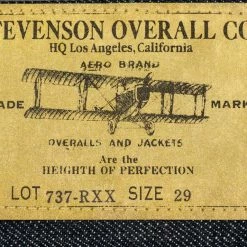 STEVENSON OVERALL CO
HQ Los Angeles, California
AERO BRAND
ADE MARK
OVERALLS AND JACKETS
Are the
HEIGHTH OF PERFECTION
LOT 737-RXX SIZE 29